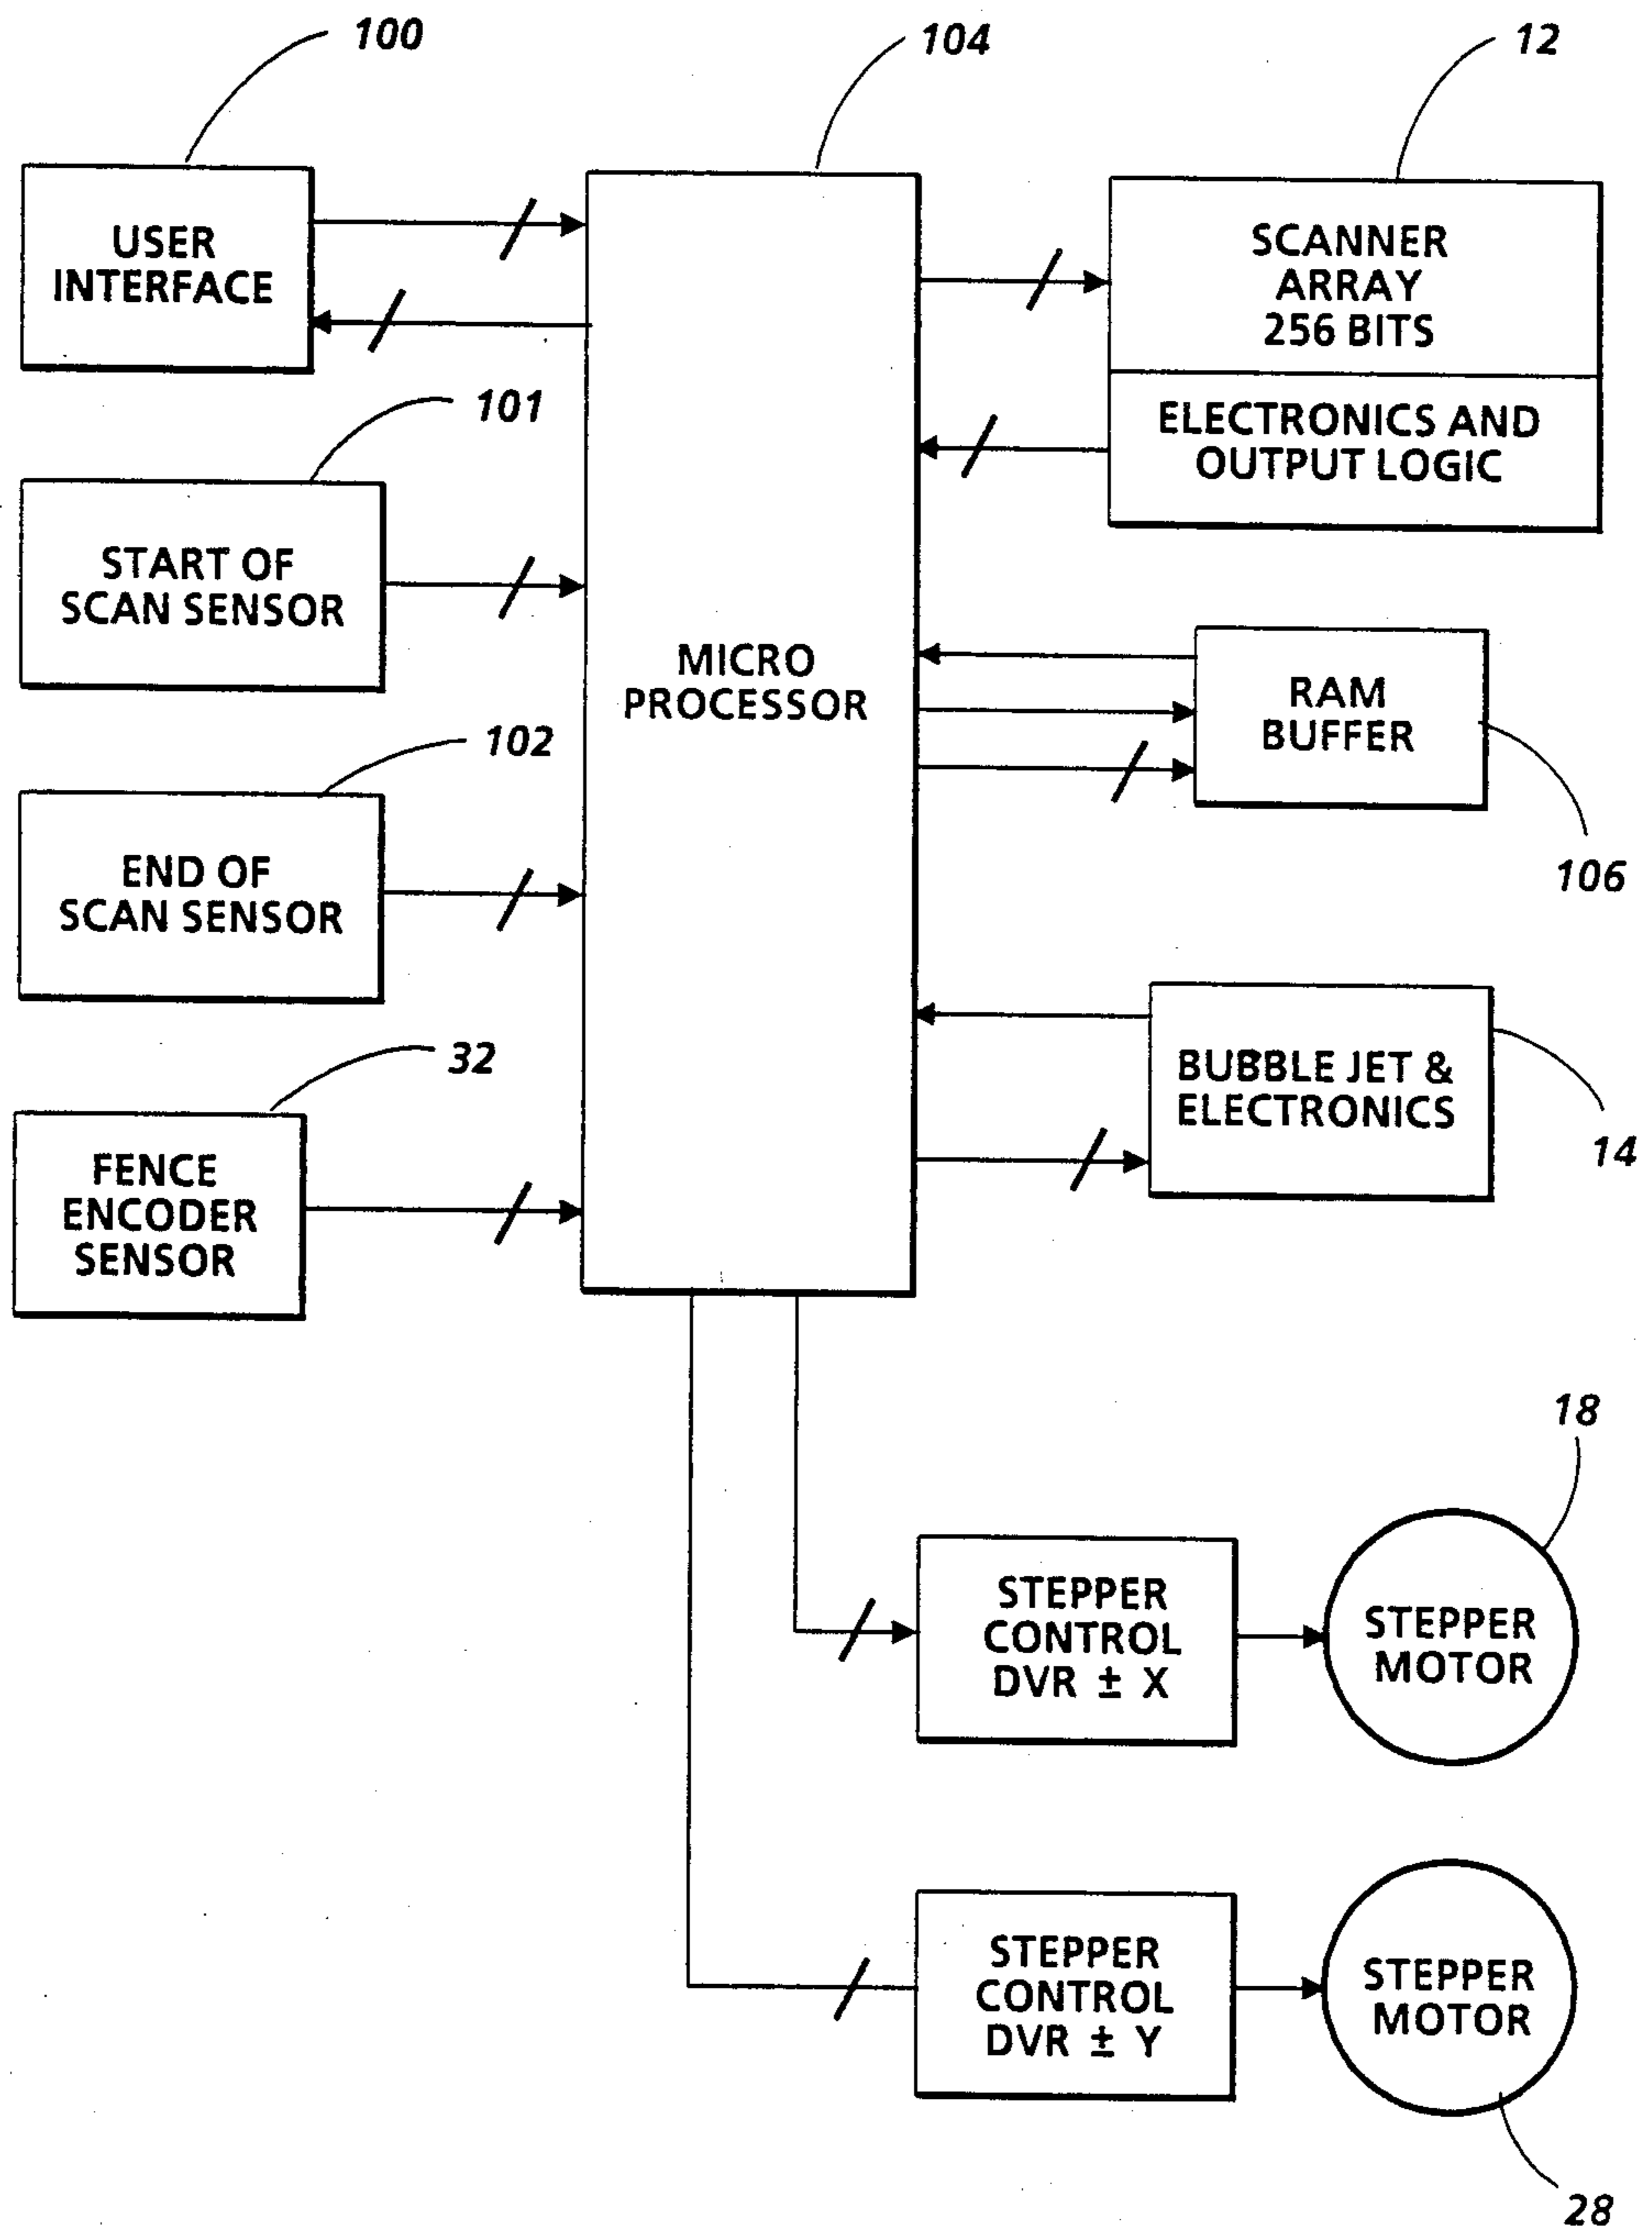 100
104
12
USER
INTERFACE
SCANNER
ARRAY
256 BITS
ELECTRONICS AND
OUTPUT LOGIC
101
START OF
SCAN SENSOR
MICRO
PROCESSOR
RAM
BUFFER
106
102
END OF
SCAN SENSOR
32
FENCE
ENCODER
SENSOR
BUBBLE JET &
ELECTRONICS
14
18
STEPPER
CONTROL
DVR ± X
STEPPER
MOTOR
STEPPER
CONTROL
DVR ± Y
STEPPER
MOTOR
28